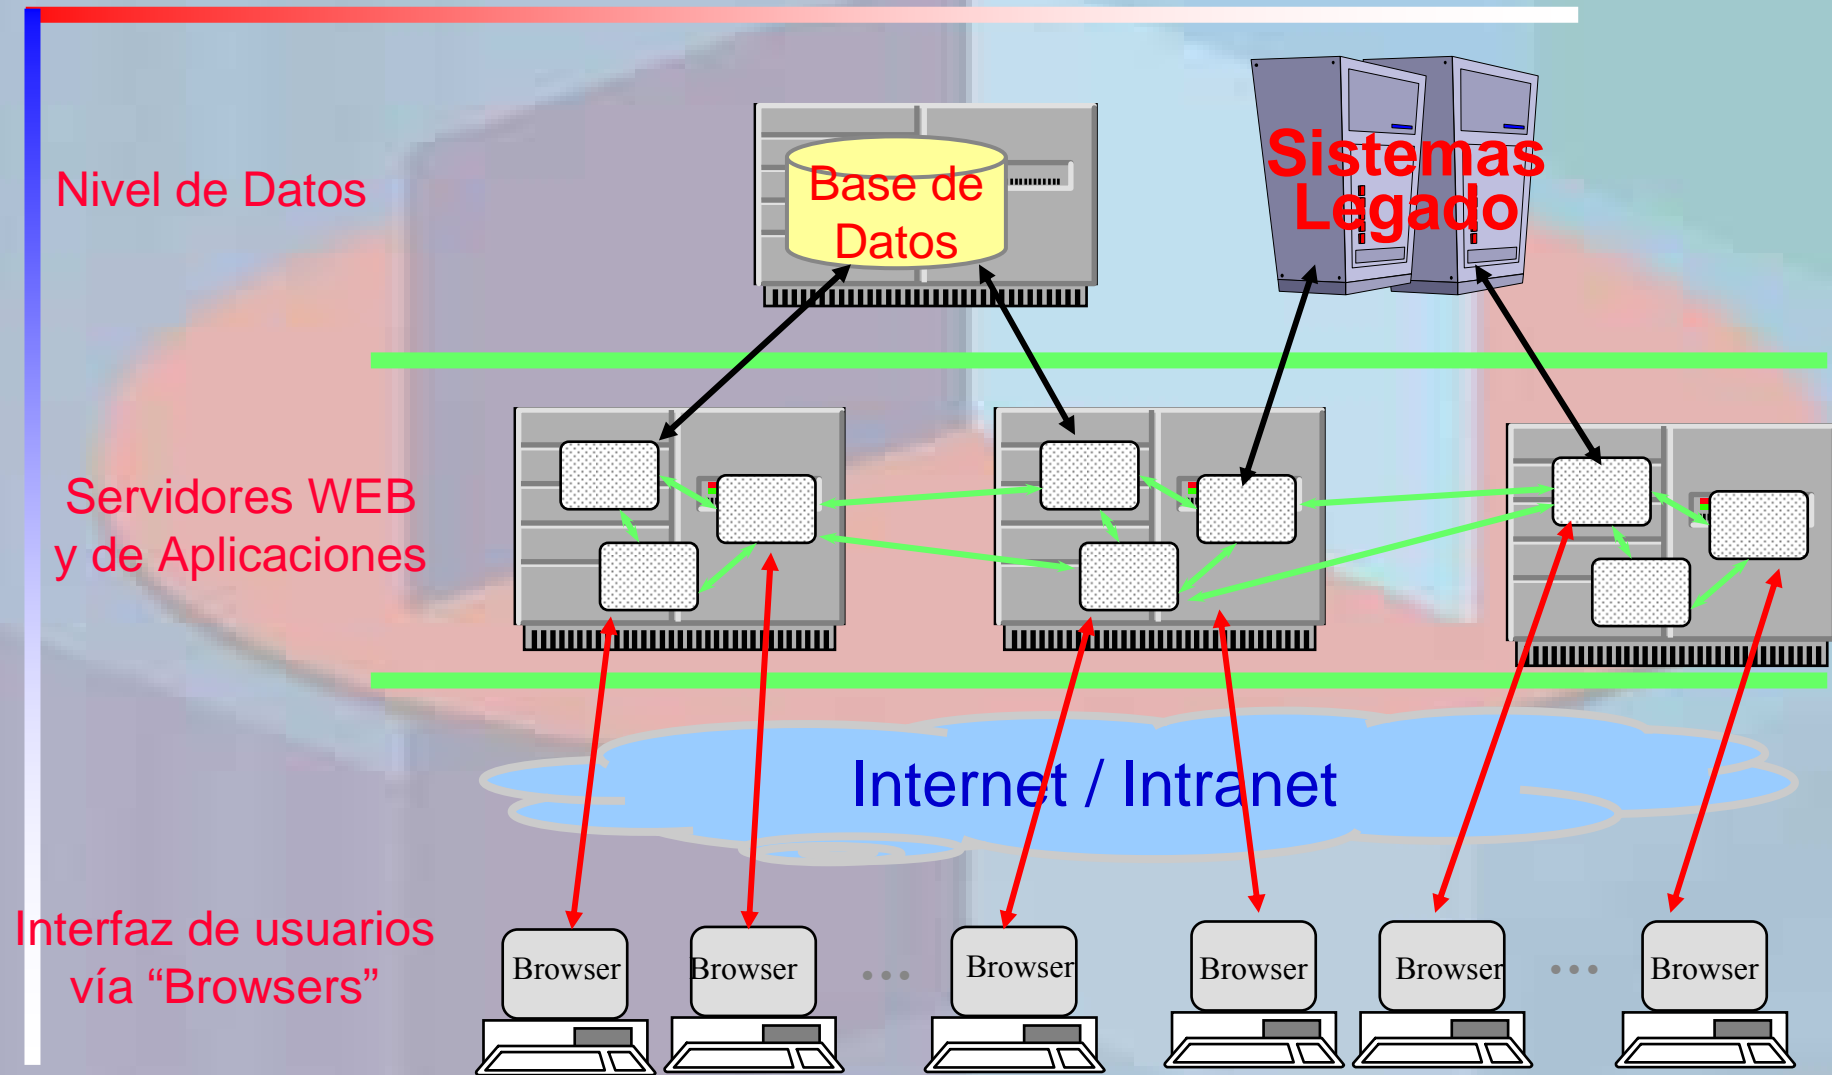 Nivel de Datos
Base de
Datos
Sistemas
Legado
Servidores WEB
y de Aplicaciones
Internet / Intranet
Interfaz de usuarios
vía “Browsers”
Browser
Browser
...
Browser
Browser
Browser
...
Browser